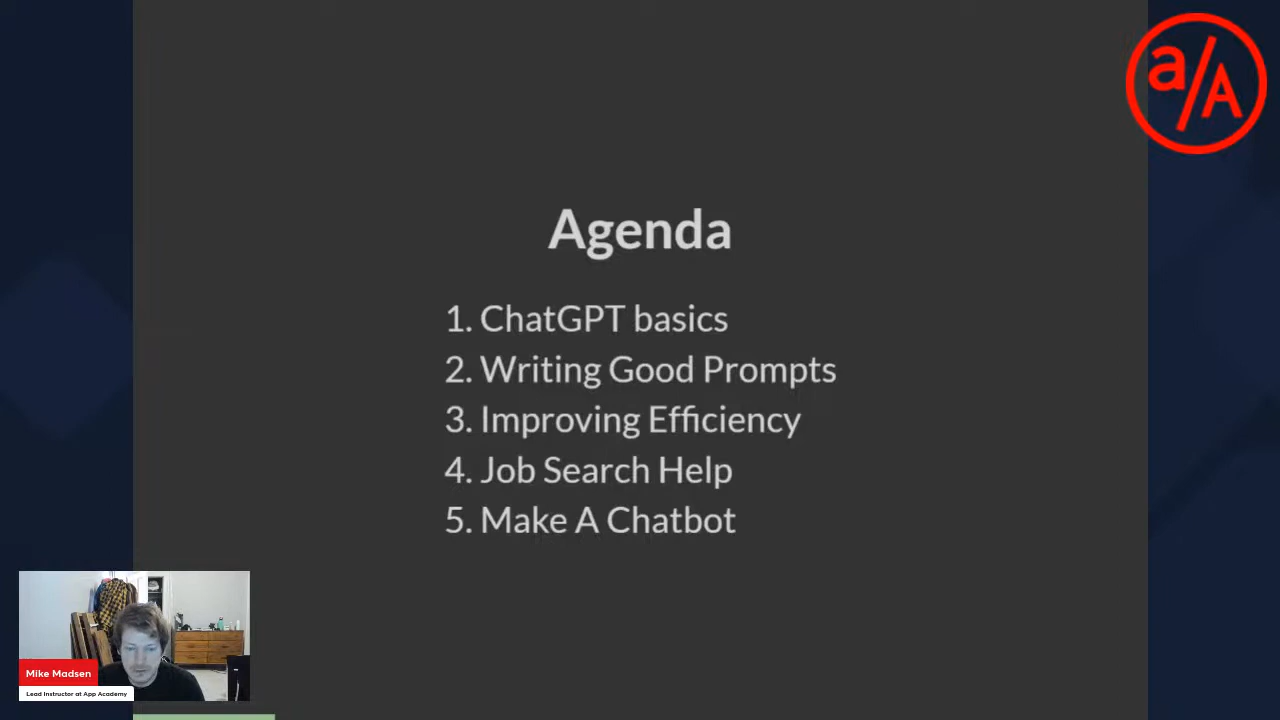 a/A
Agenda
1. ChatGPT basics
2. Writing Good Prompts
3. Improving Efficiency
4. Job Search Help
5. Make A Chatbot
Mike Madsen
Lead Instructor at App Academy